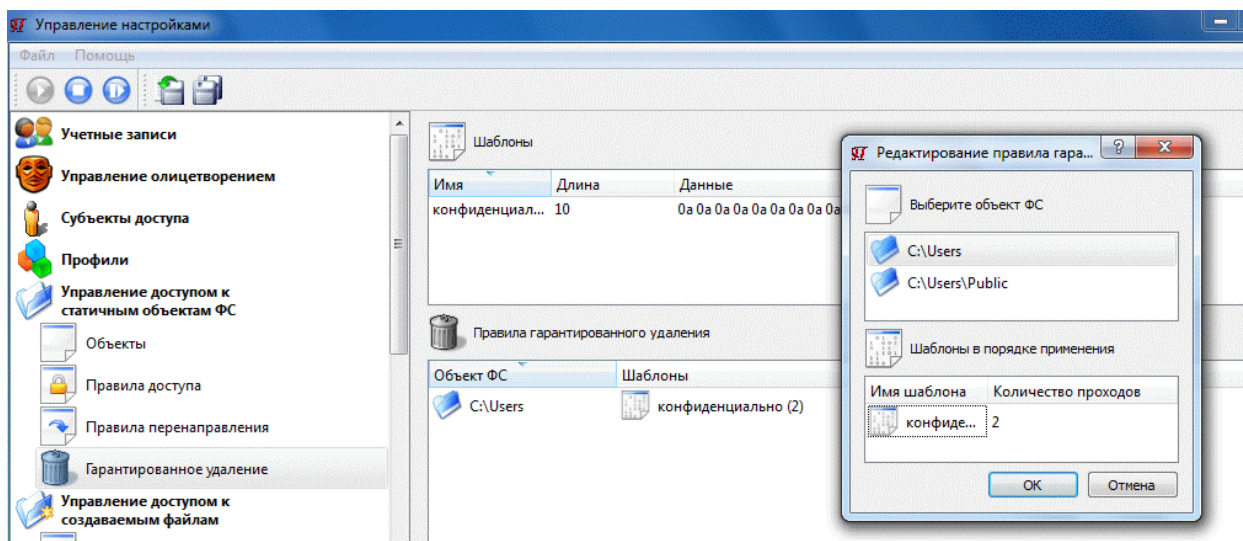 Управление настройками
Файл Помощь
Учетные записи
Управление олицетворением
Субъекты доступа
Профили
Управление доступом к
статичным объектам ФС
Объекты
Правила доступа
Правила перенаправления
Гарантированное удаление
Управление доступом к
создаваемым файлам
Шаблоны
Имя Длина Данные
конфиденциал... 10 0a 0a 0a 0a 0a 0a 0a 0a 0a
Правила гарантированного удаления
Объект ФС Шаблоны
C:\Users конфиденциально (2)
Редактирование правила гара...
Выберите объект ФС
C:\Users
C:\Users\Public
Шаблоны в порядке применения
Имя шаблона Количество проходов
конфиде... 2
ОК Отмена